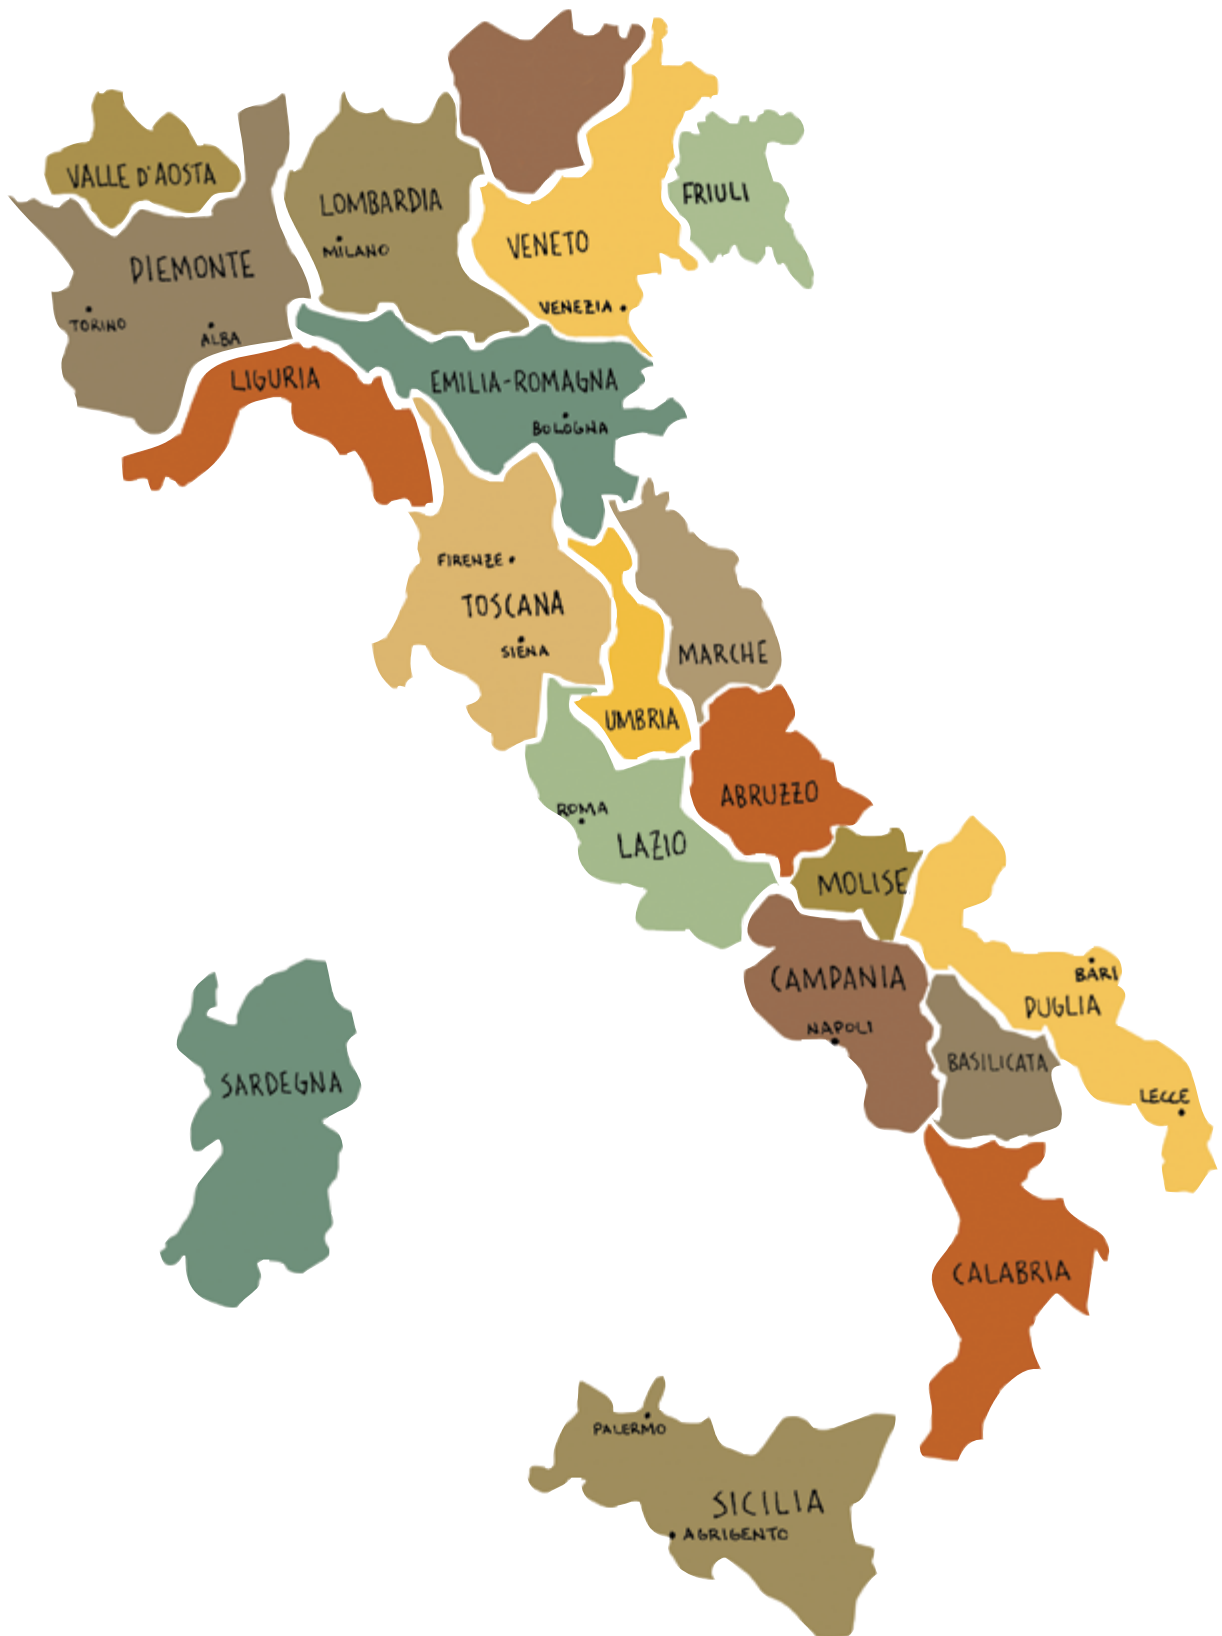 VALLE D'AOSTA
LOMBARDIA
MILANO
FRIULI
VENETO
VENEZIA
PIEMONTE
TORINO
ALBA
LIGURIA
EMILIA-ROMAGNA
BOLOGNA
FIRENZE
TOSCANA
SIENA
MARCHE
UMBRIA
ABRUZZO
ROMA
LAZIO
MOLISE
CAMPANIA
NAPOLI
BARI
PUGLIA
BASILICATA
LECCE
SARDEGNA
CALABRIA
PALERMO
SICILIA
AGRIGENTO